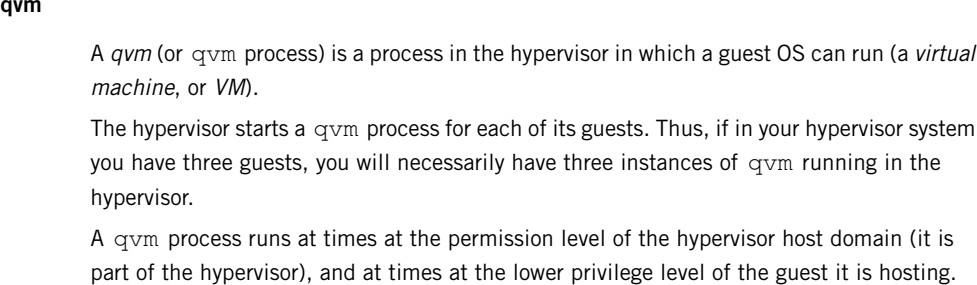 qvm
A qvm (or qvm process) is a process in the hypervisor in which a guest OS can run (a virtual
machine, or VM).
The hypervisor starts a qvm process for each of its guests. Thus, if in your hypervisor system
you have three guests, you will necessarily have three instances of qvm running in the
hypervisor.
A qvm process runs at times at the permission level of the hypervisor host domain (it is
part of the hypervisor), and at times at the lower privilege level of the guest it is hosting.